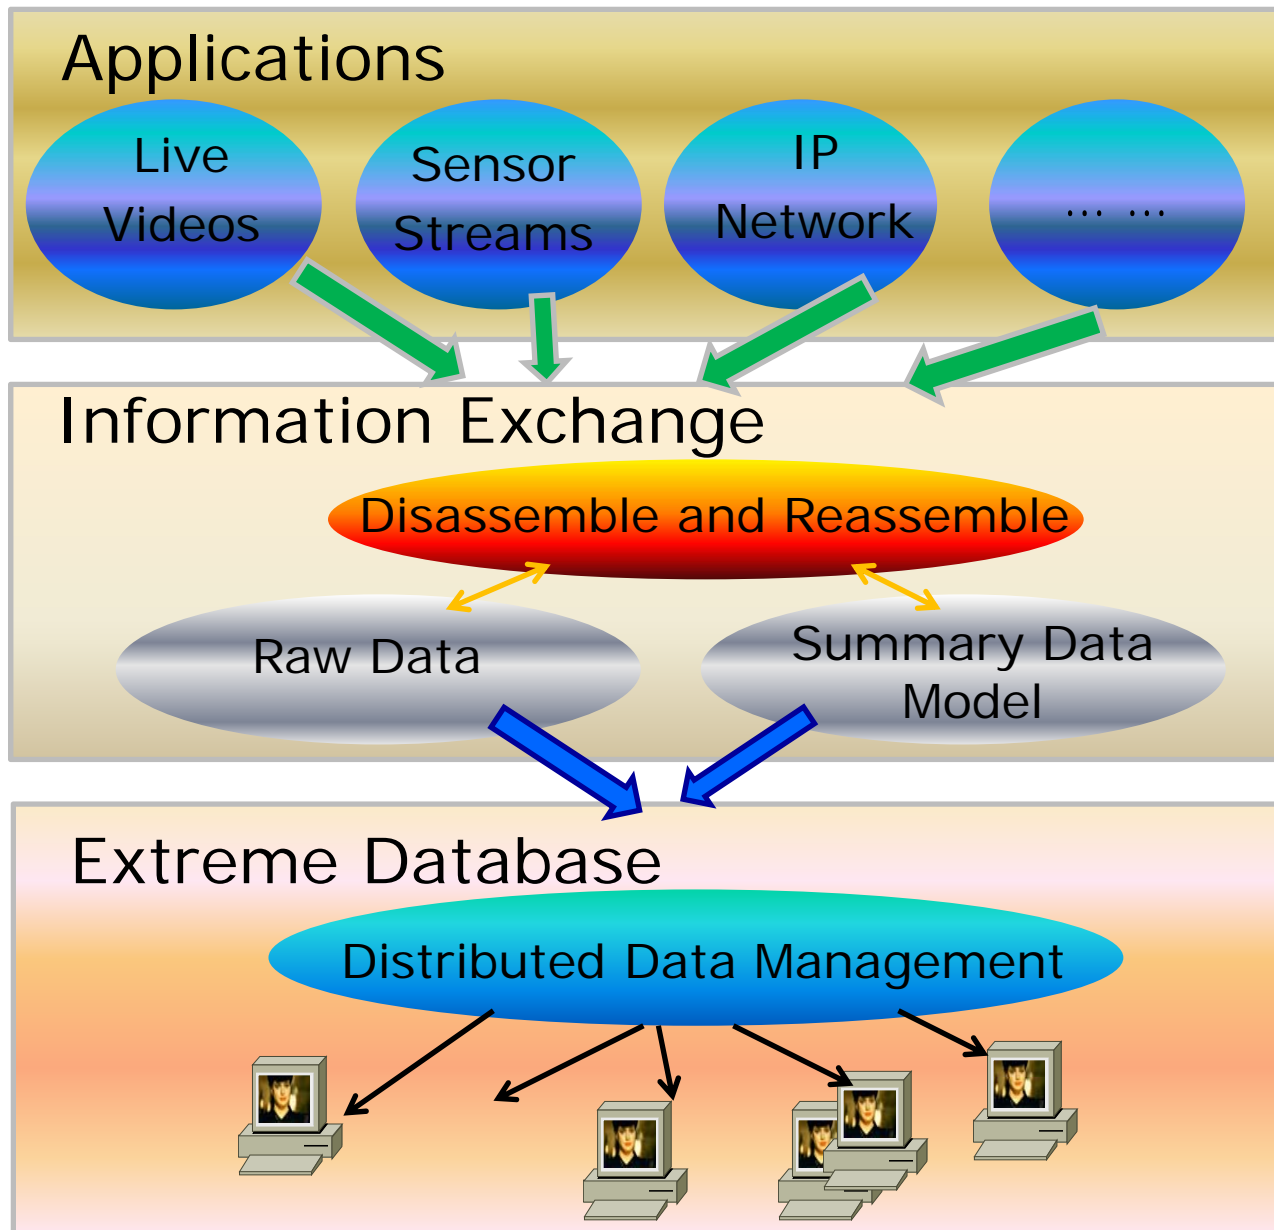 Applications
Live
Videos
Sensor
Streams
IP
Network
... ...
Information Exchange
Disassemble and Reassemble
Raw Data
Summary Data
Model
Extreme Database
Distributed Data Management